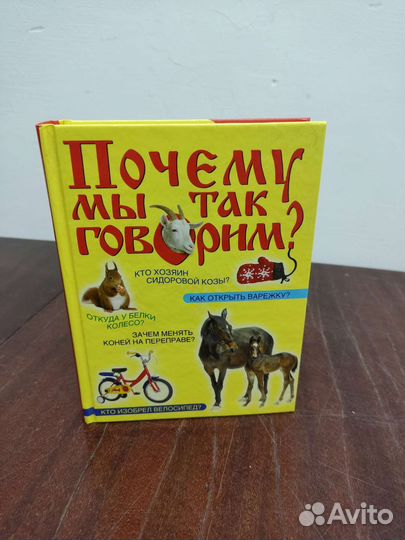 Почему
мы так
говорим?
КТО ХОЗЯИН
СИДОРОВОЙ КОЗЫ?
КАК ОТКРЫТЬ ВАРЕЖКУ?
ОТКУДА У БЕЛКИ
КОЛЕСО?
ЗАЧЕМ МЕНЯТЬ
КОНЕЙ НА ПЕРЕПРАВЕ?
КТО ИЗОБРЕЛ ВЕЛОСИПЕД?
Avito